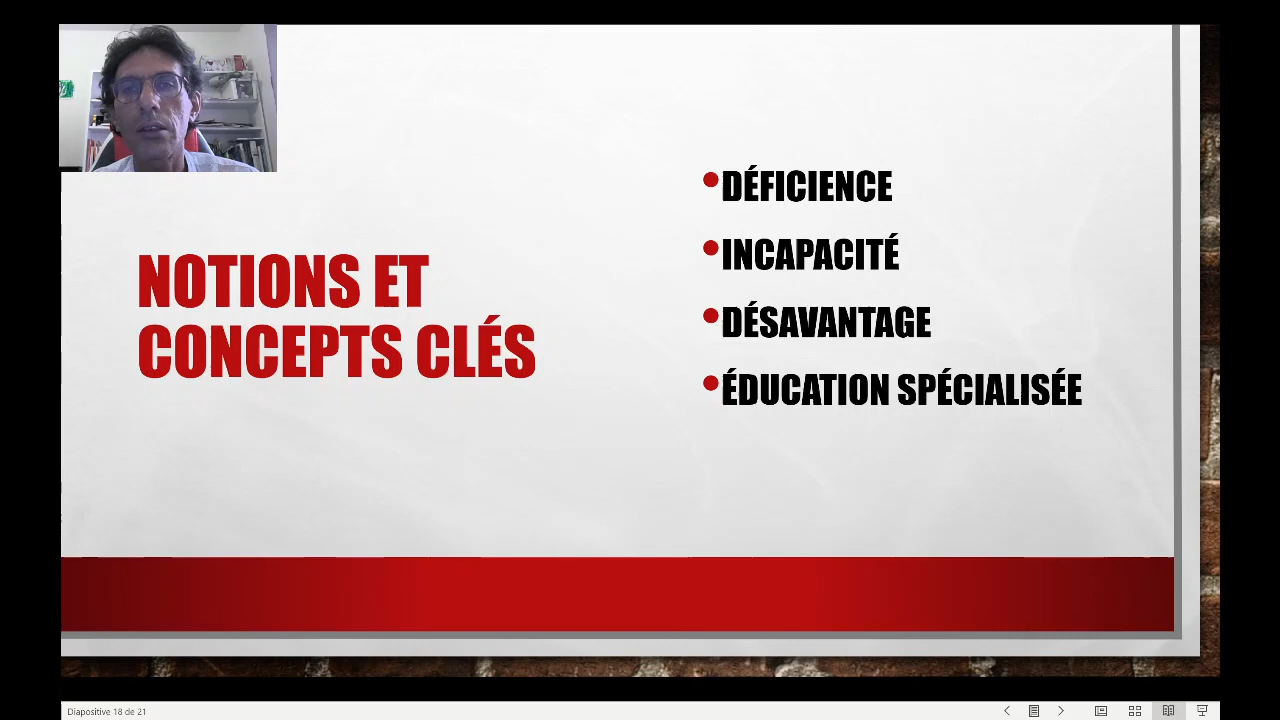 NOTIONS ET
CONCEPTS CLÉS
•DÉFICIENCE
•INCAPACITÉ
•DÉSAVANTAGE
•ÉDUCATION SPÉCIALISÉE
Diapositive 18 de 21